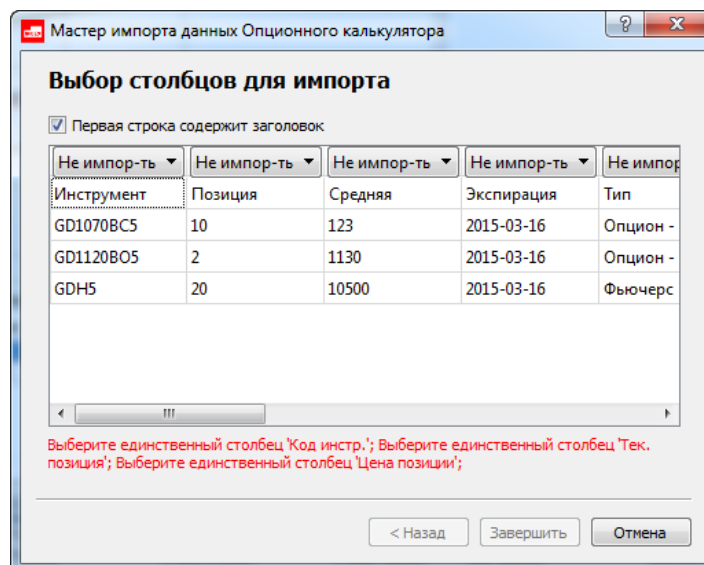 Мастер импорта данных Опционного калькулятора
Выбор столбцов для импорта
Первая строка содержит заголовок
Не импор-ть Не импор-ть Не импор-ть Не импор-ть Не импор
Инструмент Позиция Средняя Экспирация Тип
GD1070BC5 10 123 2015-03-16 Опцион -
GD1120BO5 2 1130 2015-03-16 Опцион -
GDH5 20 10500 2015-03-16 Фьючерс
Выберите единственный столбец 'Код инстр.'; Выберите единственный столбец 'Тек.
позиция'; Выберите единственный столбец 'Цена позиции';
< Назад Завершить Отмена